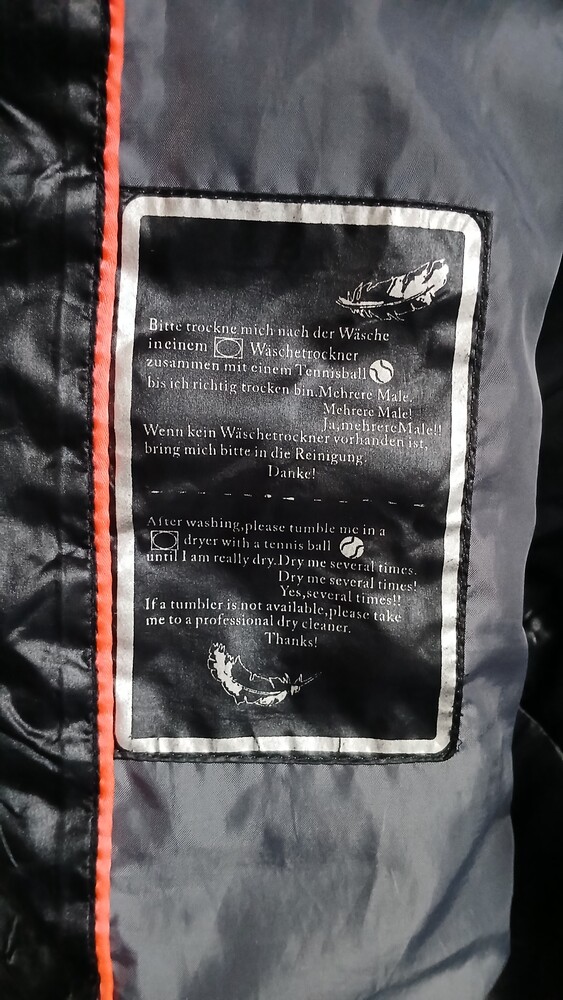 Bitte trockne mich nach der Wäsche
in einem Wäschetrockner
zusammen mit einem Tennisball
bis ich richtig trocken bin.Mehrere Male.
Mehrere Male!
Ja,mehrere Male!!
Wenn kein Wäschetrockner vorhanden ist,
bring mich bitte in die Reinigung.
Danke!
After washing,please tumble me in a
dryer with a tennis ball
until I am really dry.Dry me several times.
Dry me several times!
Yes,several times!!
If a tumbler is not available,please take
me to a professional dry cleaner.
Thanks!